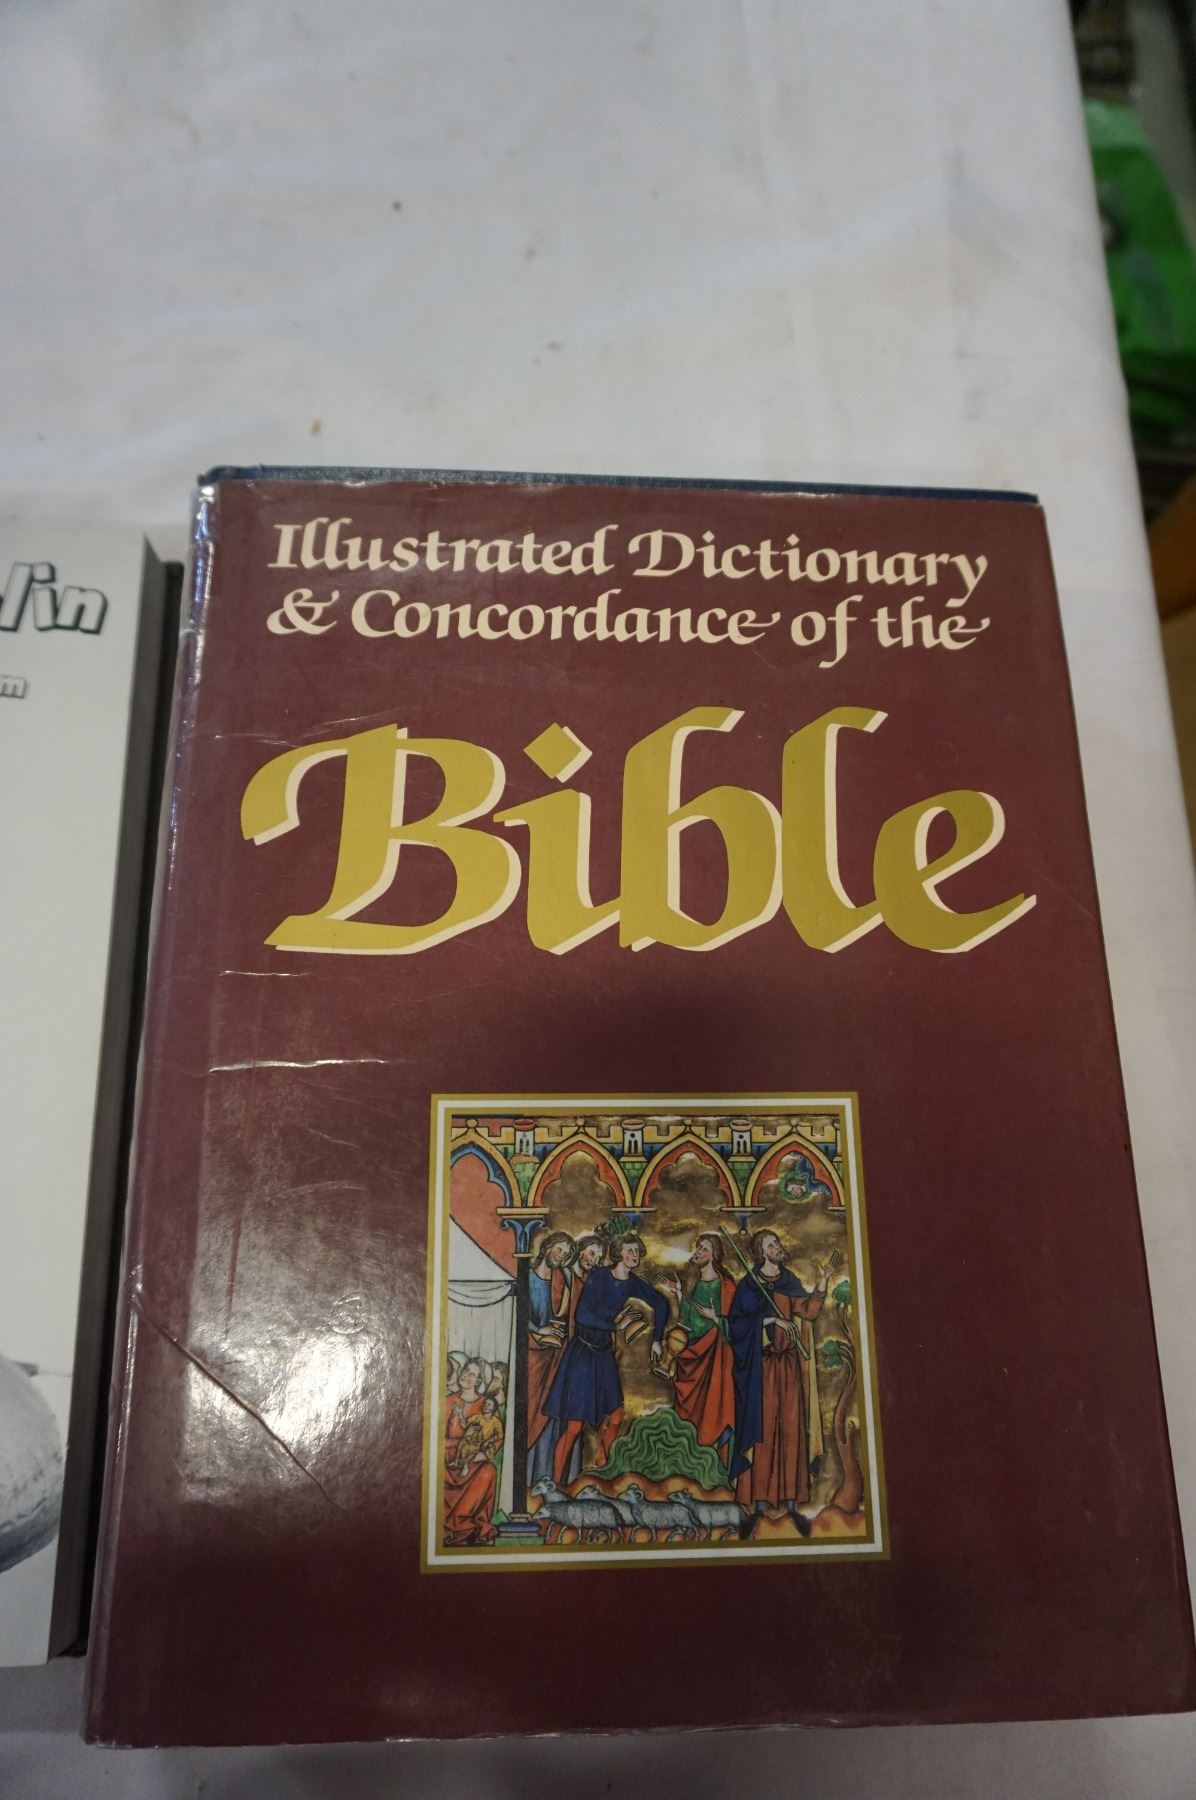 Illustrated Dictionary
& Concordance of the
Bible